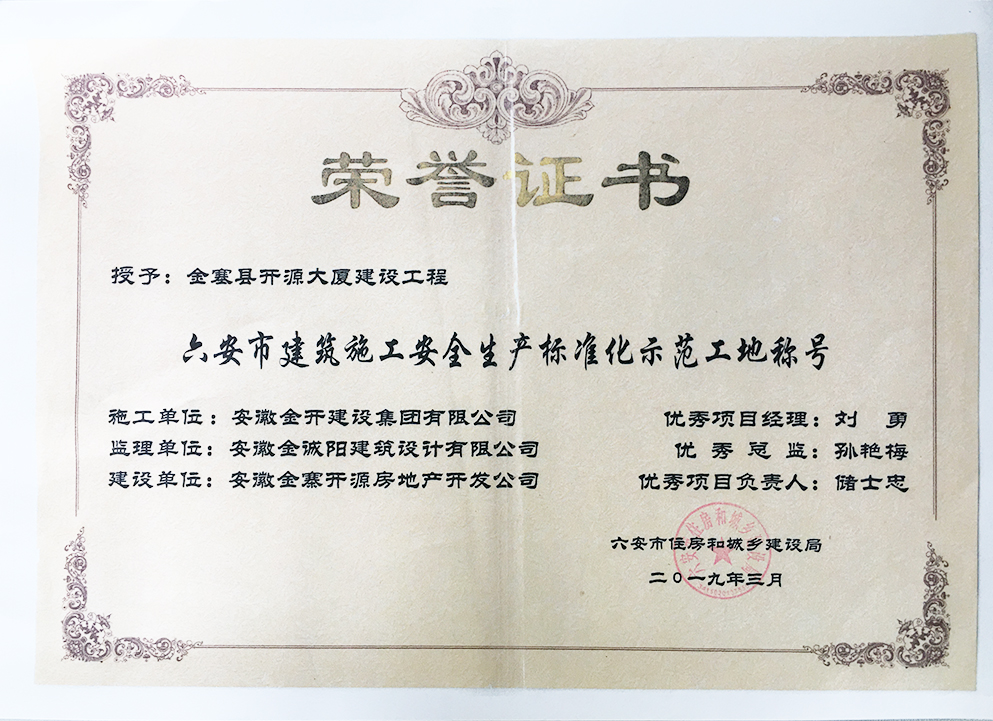 荣誉证书
授予：金塞县开源大厦建设工程
六安市建筑施工安全生产标准化示范工地称号
施工单位：安徽金开建设集团有限公司 优秀项目经理：刘 勇
监理单位：安徽金诚阳建筑设计有限公司 优 秀 总 监：孙艳梅
建设单位：安徽金寨开源房地产开发公司 优秀项目负责人：储士忠
六安市住房和城乡建设局
二0一九年三月